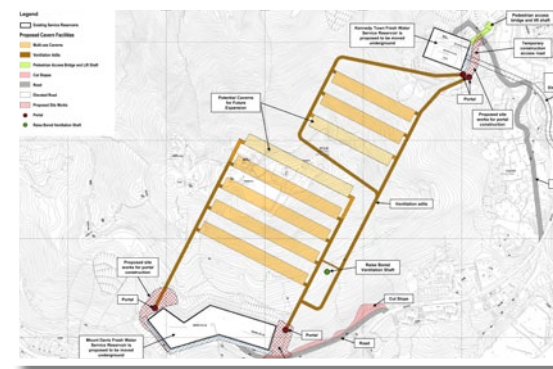 Legend
Existing Service Reservoirs
Proposed Cavern Facilities
Multi-use Cavern
Ventilation adits
Pedestrian Access Bridge and Lift Shaft
Cut Slopes
Road
Elevated Road
Proposed Site Works
Portal
Raise Bored Ventilation Shaft
Pedestrian access
bridge and lift shaft
Kennedy Town Fresh Water
Service Reservoir is
proposed to be moved
underground
Temporary
construction
access road
Portal
Proposed site
works for portal
construction
Potential Caverns
for Future
Expansion
Ventilation adits
Raise Bored
Ventilation Shaft
Proposed site
works for portal
construction
Portal
Cut Slope
Portal
Road
Mount Davis Fresh Water
Service Reservoir is
proposed to be moved
underground